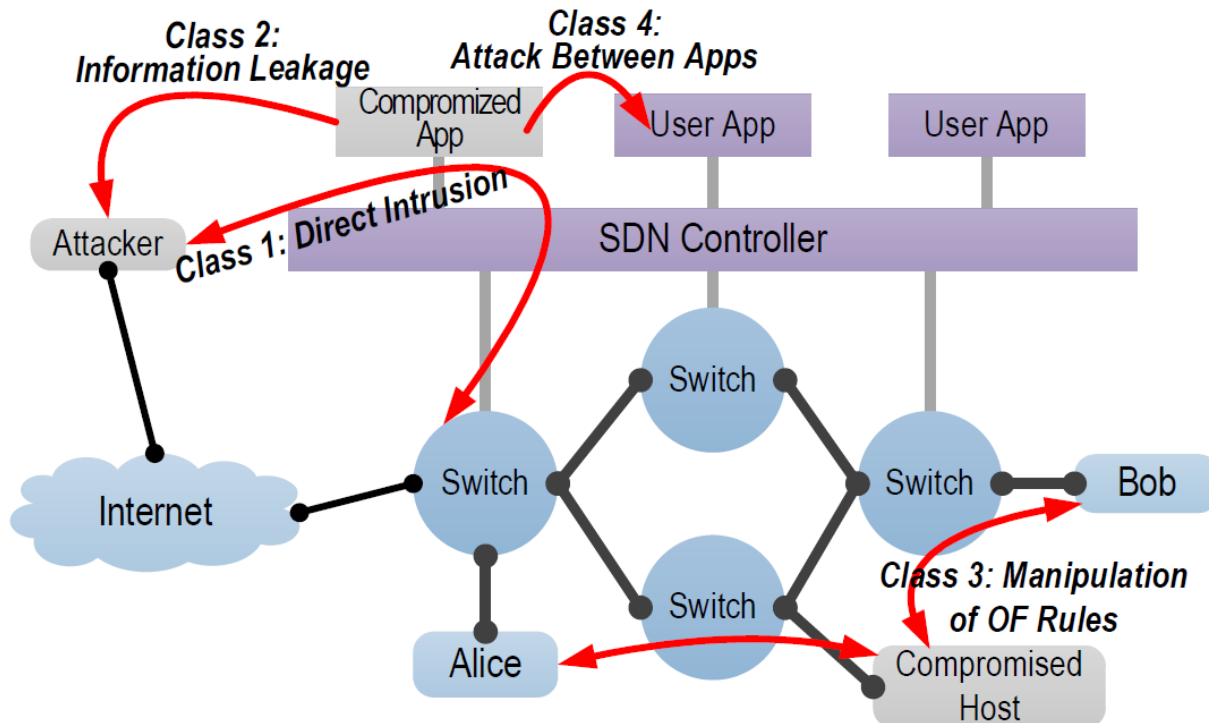 Class 2:
Information Leakage
Class 4:
Attack Between Apps
Compromized
App
User App
User App
Class 1: Direct Intrusion
Attacker
SDN Controller
Switch
Internet
Switch
Switch
Bob
Switch
Class 3: Manipulation
of OF Rules
Alice
Compromised
Host